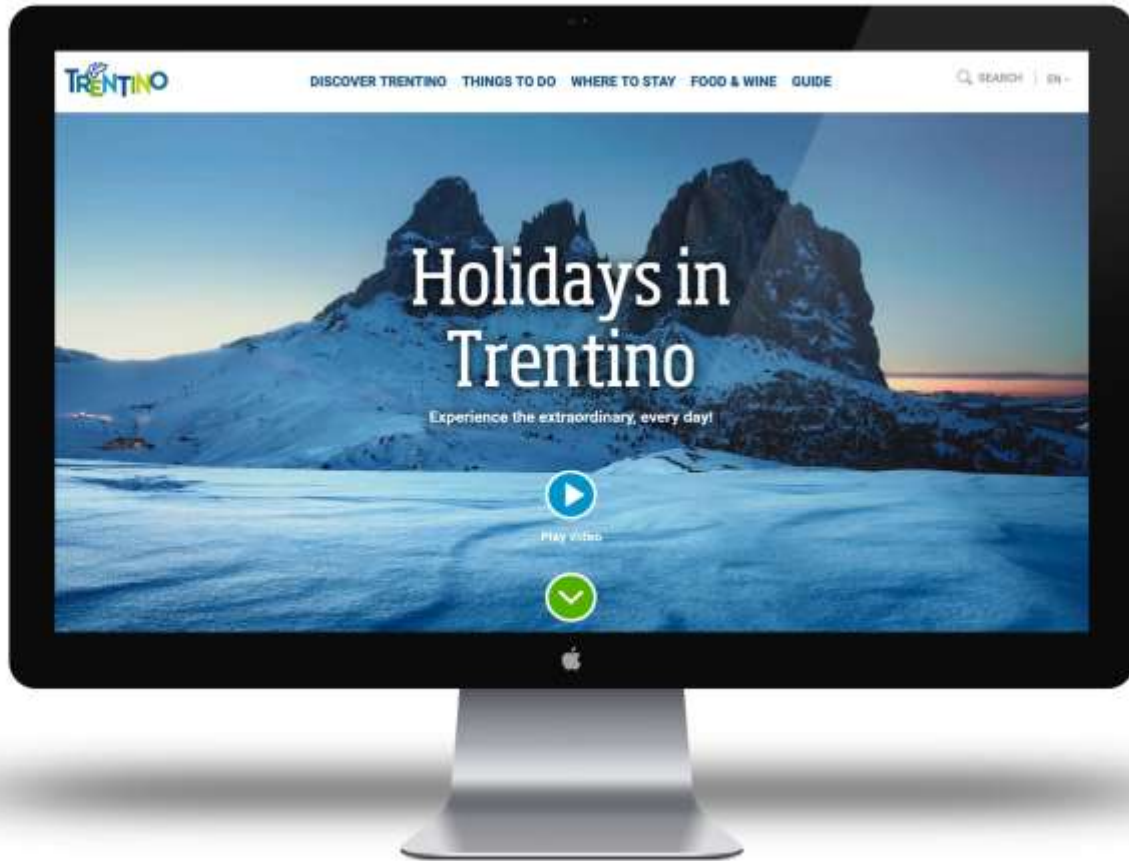 TRENTINO
DISCOVER TRENTINO THINGS TO DO WHERE TO STAY FOOD & WINE GUIDE
SEARCH | EN
Holidays in
Trentino
Experience the extraordinary, every day!
Play video